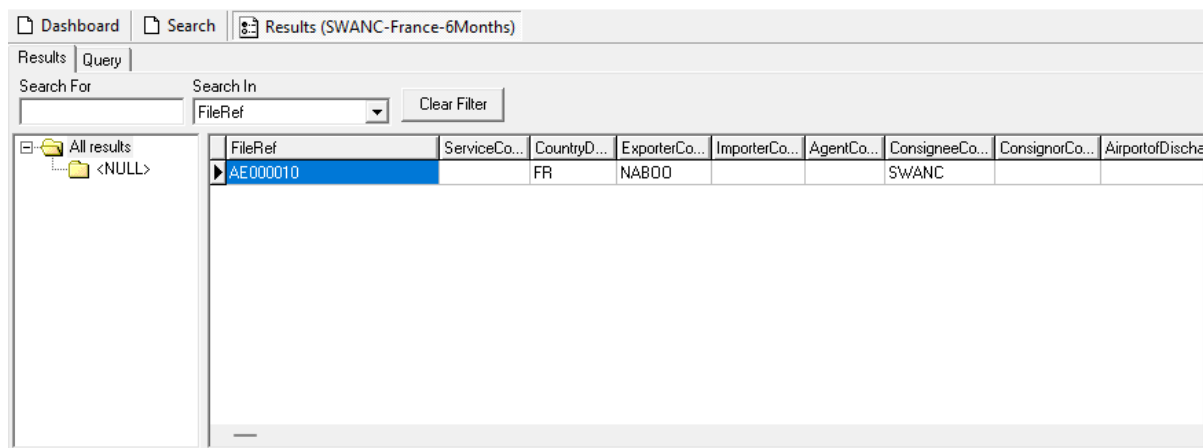 Dashboard Search Results (SWANC-France-6Months)
Results Query
Search For Search In
FileRef Clear Filter
All results
<NULL>
FileRef ServiceCo... CountryD... ExporterCo... ImporterCo... AgentCo... ConsigneeCo... ConsignorCo... AirportofDischa
AE000010 FR NABOO SWANC